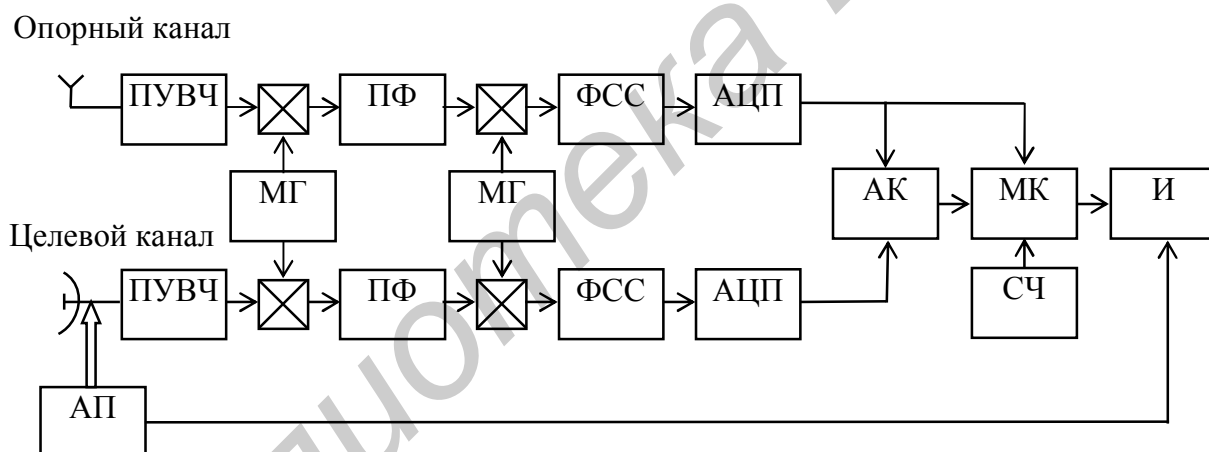 Опорный канал
ПУВЧ ПФ ФСС АЦП
МГ МГ АК МК И
Целевой канал
ПУВЧ ПФ ФСС АЦП СЧ
АП